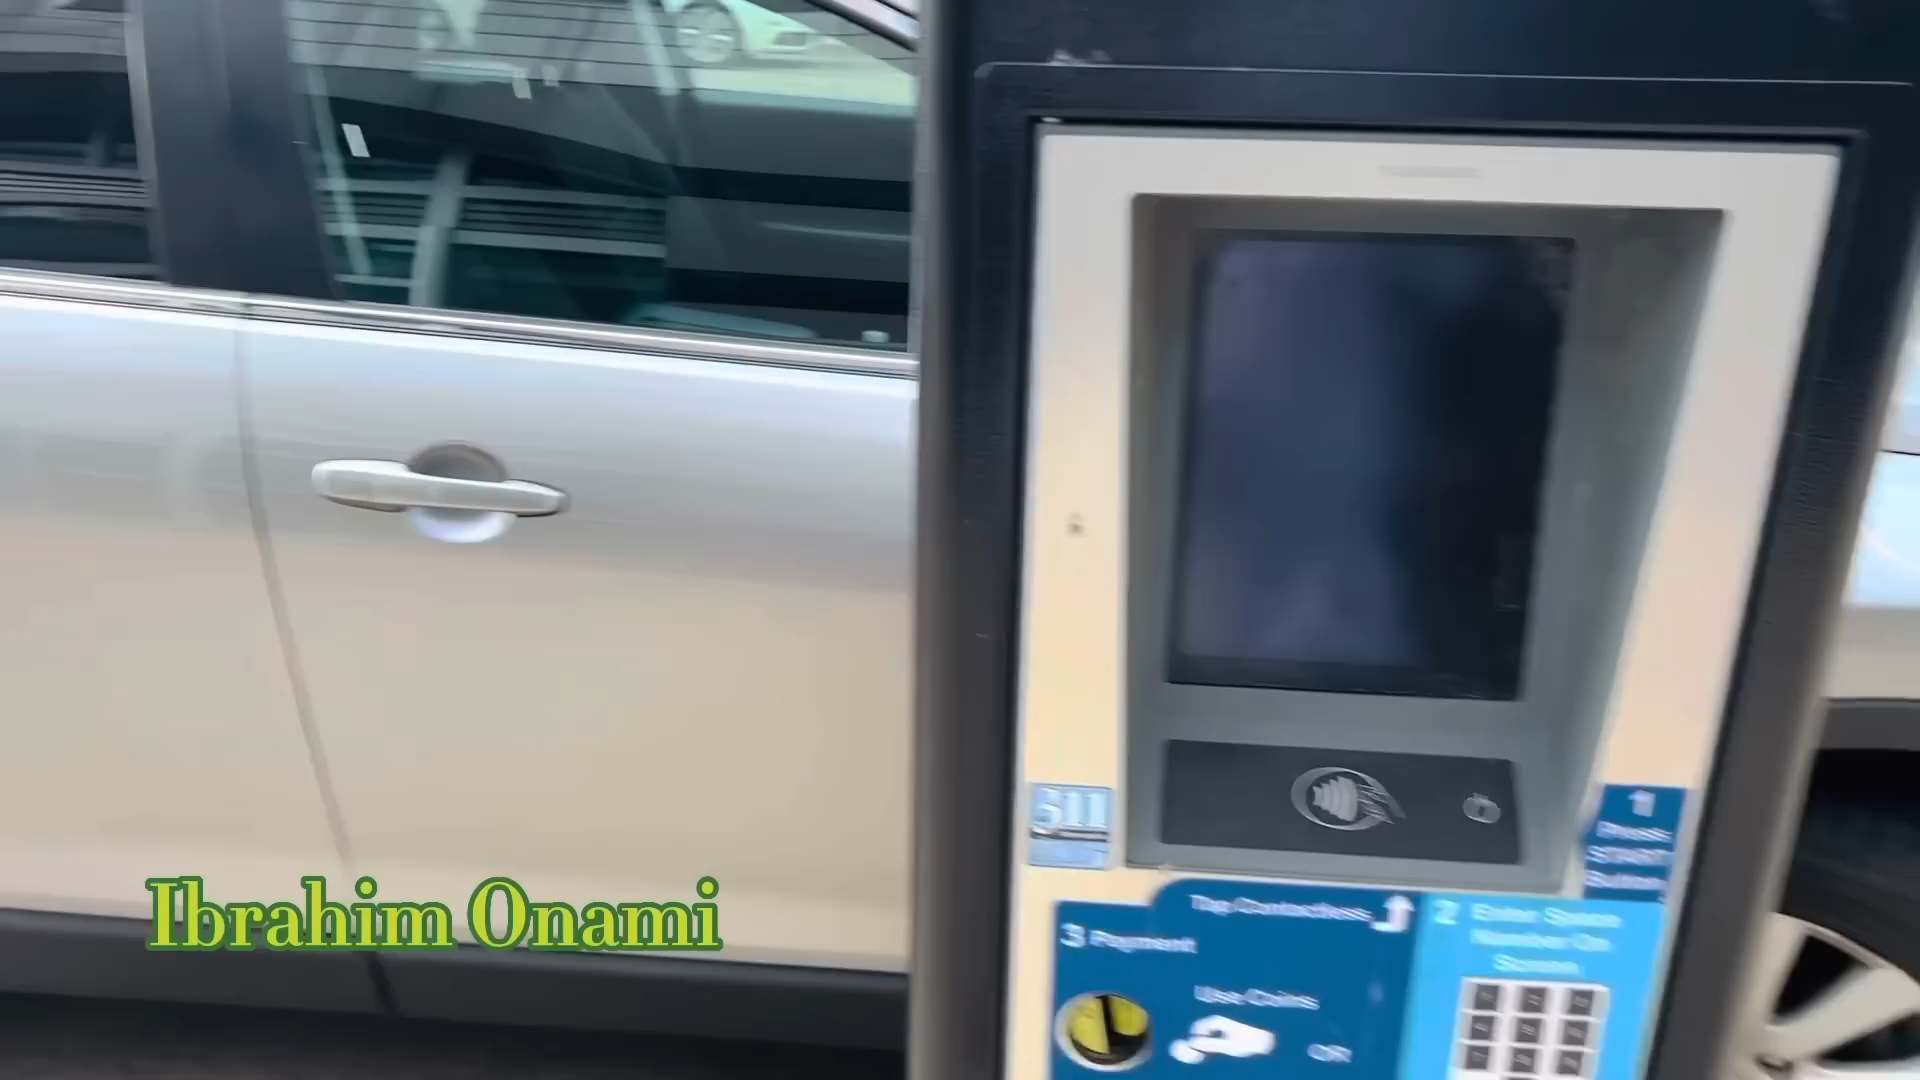 511
1
Press
START
Button
Tap Contactless
3 Payment
Use Coins
OR
2 Enter Space
Number On
Screen
Ibrahim Onami